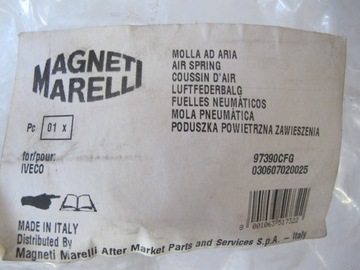 MAGNETI
MARELLI
MOLLA AD ARIA
AIR SPRING
COUSSIN D'AIR
LUFTFEDERBALG
FUELLES NEUMÁTICOS
MOLA PNEUMÁTICA
PODUSZKA POWIETRZNA ZAWIESZENIA
Pc 01 x
for/pour:
IVECO
97390CFG
030607020025
MADE IN ITALY
Distributed By
Magneti Marelli After Market Parts and Services S.p.A. - Italy